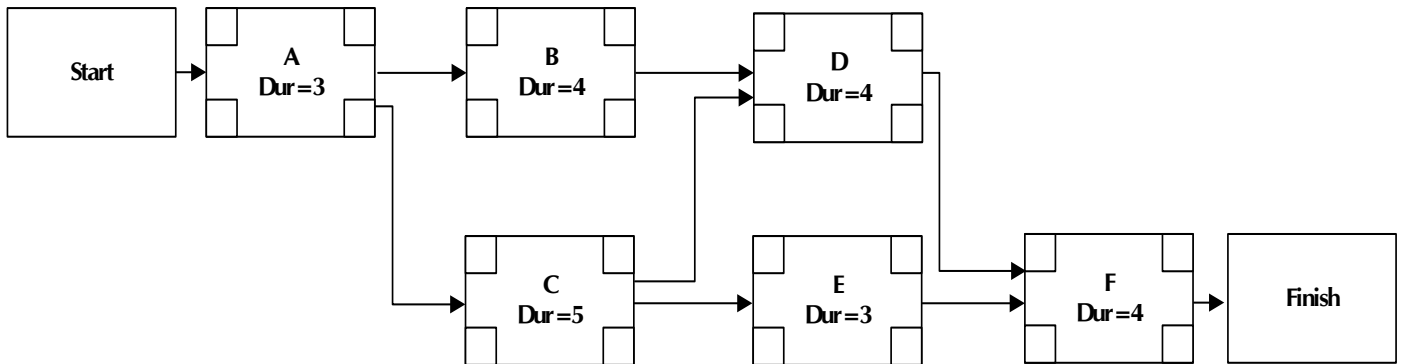 Start
A
Dur=3
B
Dur=4
D
Dur=4
C
Dur=5
E
Dur=3
F
Dur=4
Finish